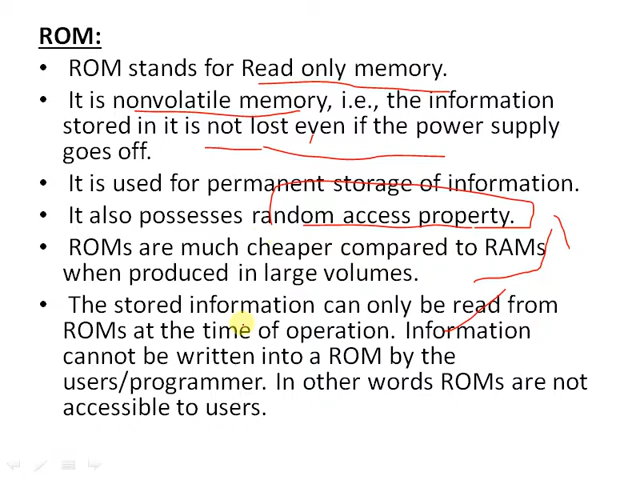 ROM:
• ROM stands for Read only memory.
• It is nonvolatile memory, i.e., the information
stored in it is not lost even if the power supply
goes off.
• It is used for permanent storage of information.
• It also possesses random access property.
• ROMs are much cheaper compared to RAMs
when produced in large volumes.
• The stored information can only be read from
ROMs at the time of operation. Information
cannot be written into a ROM by the
users/programmer. In other words ROMs are not
accessible to users.